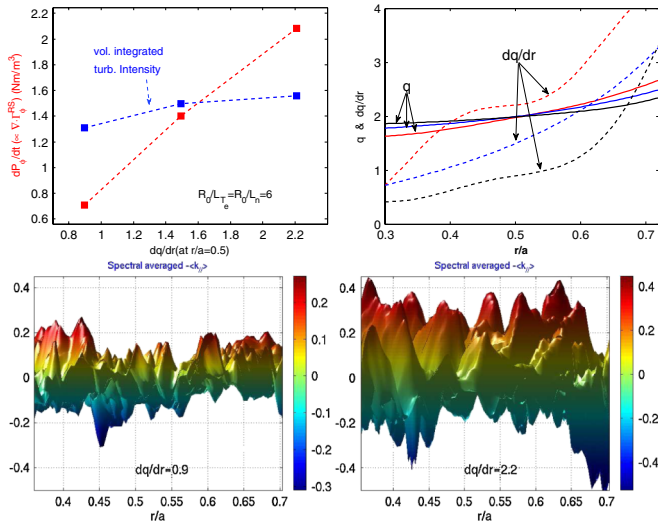 dP_ϕ/dt (∝ ∇·Γ_ϕ^RS) (Nm/m³)
2.2
2
1.8
1.6
1.4
1.2
1
0.8
0.6
vol. integrated
turb. Intensity
R₀/L_Te=R₀/Lₙ=6
0.8 1 1.2 1.4 1.6 1.8 2 2.2
dq/dr(at r/a=0.5)
q & dq/dr
4
3
2
1
0
q
dq/dr
0.3 0.4 0.5 0.6 0.7
r/a
Spectral averaged -<k_//>
0.4
0.2
0
-0.2
-0.4
dq/dr=0.9
0.4 0.45 0.5 0.55 0.6 0.65 0.7
r/a
0.2
0.1
0
-0.1
-0.2
-0.3
Spectral averaged -<k_//>
0.4
0.2
0
-0.2
-0.4
dq/dr=2.2
0.4 0.45 0.5 0.55 0.6 0.65 0.7
r/a
0.4
0.2
0
-0.2
-0.4